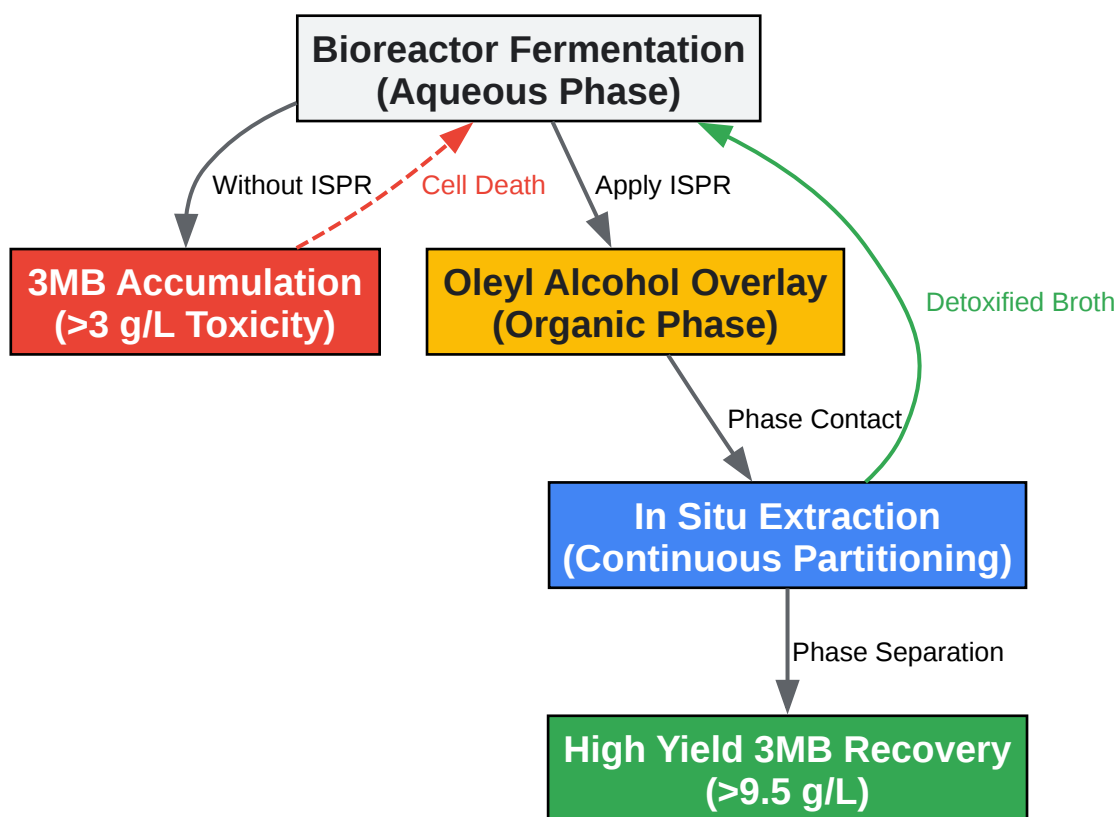 Bioreactor Fermentation
(Aqueous Phase)
Without ISPR
Cell Death
Apply ISPR
3MB Accumulation
(>3 g/L Toxicity)
Oleyl Alcohol Overlay
(Organic Phase)
Detoxified Broth
Phase Contact
In Situ Extraction
(Continuous Partitioning)
Phase Separation
High Yield 3MB Recovery
(>9.5 g/L)